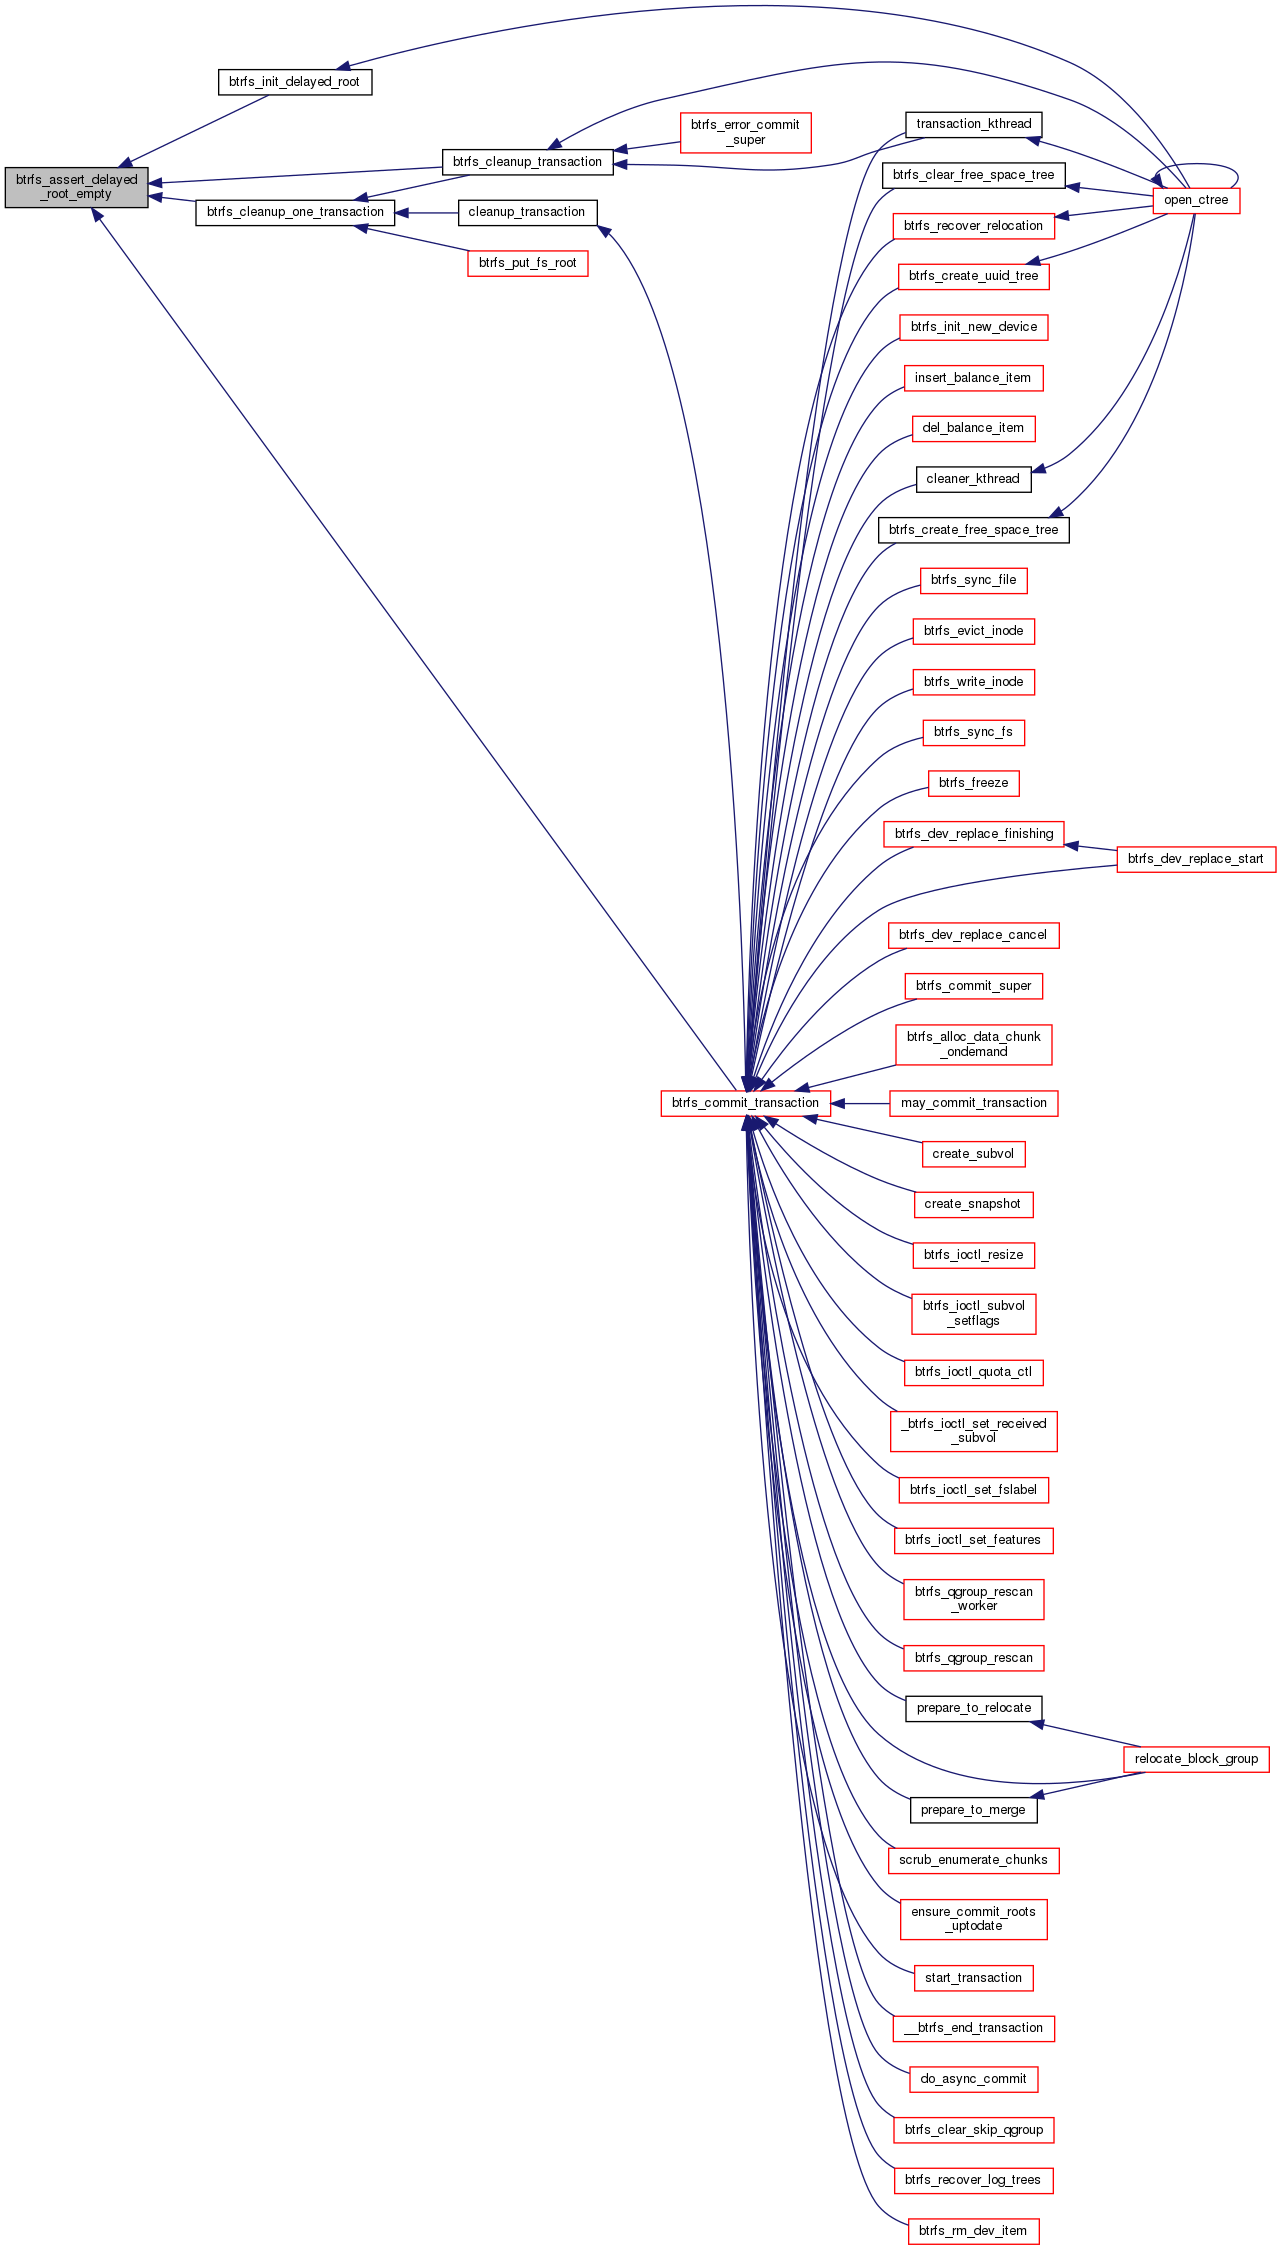 btrfs_init_delayed_root
btrfs_assert_delayed
_root_empty
btrfs_cleanup_transaction
btrfs_cleanup_one_transaction
cleanup_transaction
btrfs_put_fs_root
btrfs_error_commit
_super
transaction_kthread
btrfs_clear_free_space_tree
open_ctree
btrfs_recover_relocation
btrfs_create_uuid_tree
btrfs_init_new_device
insert_balance_item
del_balance_item
cleaner_kthread
btrfs_create_free_space_tree
btrfs_sync_file
btrfs_evict_inode
btrfs_write_inode
btrfs_sync_fs
btrfs_freeze
btrfs_dev_replace_finishing
btrfs_dev_replace_start
btrfs_dev_replace_cancel
btrfs_commit_super
btrfs_alloc_data_chunk
_ondemand
btrfs_commit_transaction
may_commit_transaction
create_subvol
create_snapshot
btrfs_ioctl_resize
btrfs_ioctl_subvol
_setflags
btrfs_ioctl_quota_ctl
_btrfs_ioctl_set_received
_subvol
btrfs_ioctl_set_fslabel
btrfs_ioctl_set_features
btrfs_qgroup_rescan
_worker
btrfs_qgroup_rescan
prepare_to_relocate
relocate_block_group
prepare_to_merge
scrub_enumerate_chunks
ensure_commit_roots
_uptodate
start_transaction
__btrfs_end_transaction
do_async_commit
btrfs_clear_skip_qgroup
btrfs_recover_log_trees
btrfs_rm_dev_item